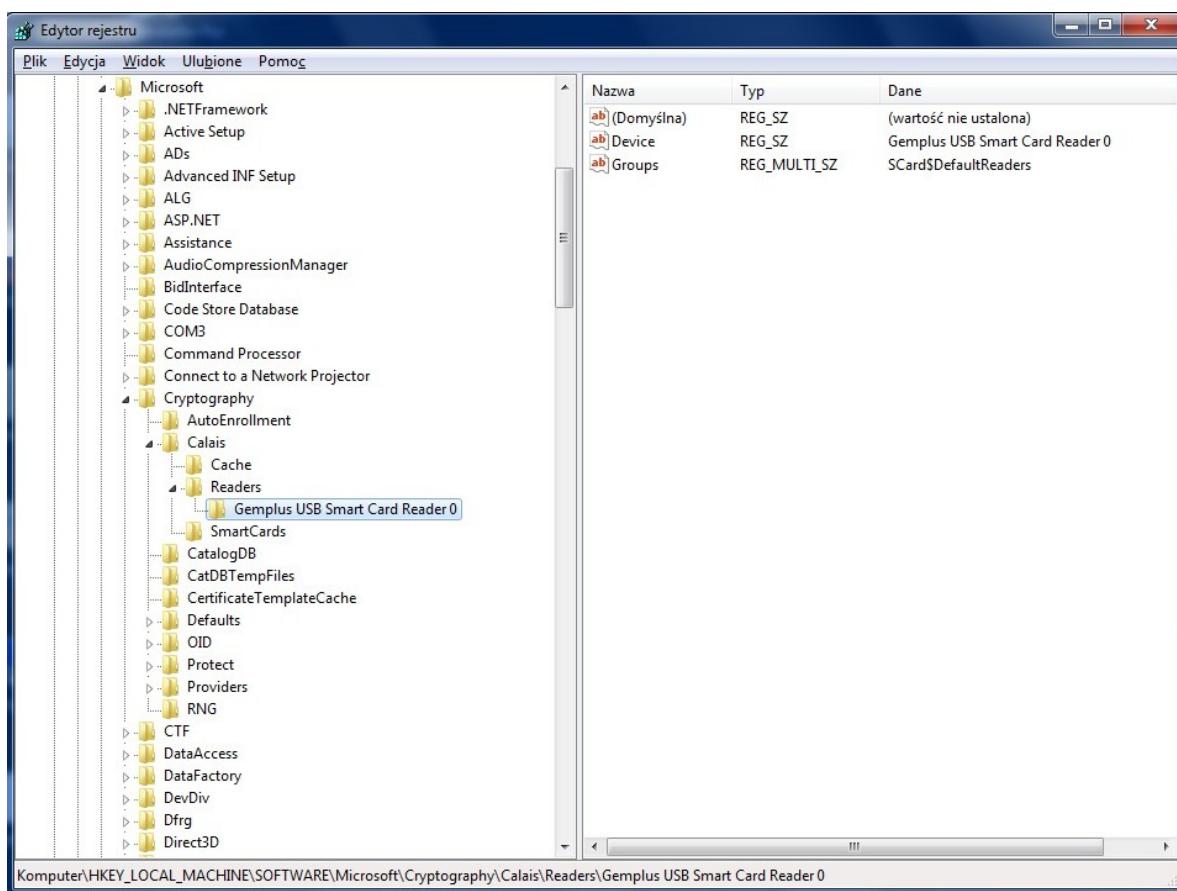 Edytor rejestru
Plik Edycja Widok Ulubione Pomoc
Microsoft
.NETFramework
Active Setup
ADs
Advanced INF Setup
ALG
ASP.NET
Assistance
AudioCompressionManager
BidInterface
Code Store Database
COM3
Command Processor
Connect to a Network Projector
Cryptography
AutoEnrollment
Calais
Cache
Readers
Gemplus USB Smart Card Reader 0
SmartCards
CatalogDB
CatDBTempFiles
CertificateTemplateCache
Defaults
OID
Protect
Providers
RNG
CTF
DataAccess
DataFactory
DevDiv
Dfrg
Direct3D
Nazwa Typ Dane
(Domyślna) REG_SZ (wartość nie ustalona)
Device REG_SZ Gemplus USB Smart Card Reader 0
Groups REG_MULTI_SZ SCard$DefaultReaders
Komputer\HKEY_LOCAL_MACHINE\SOFTWARE\Microsoft\Cryptography\Calais\Readers\Gemplus USB Smart Card Reader 0